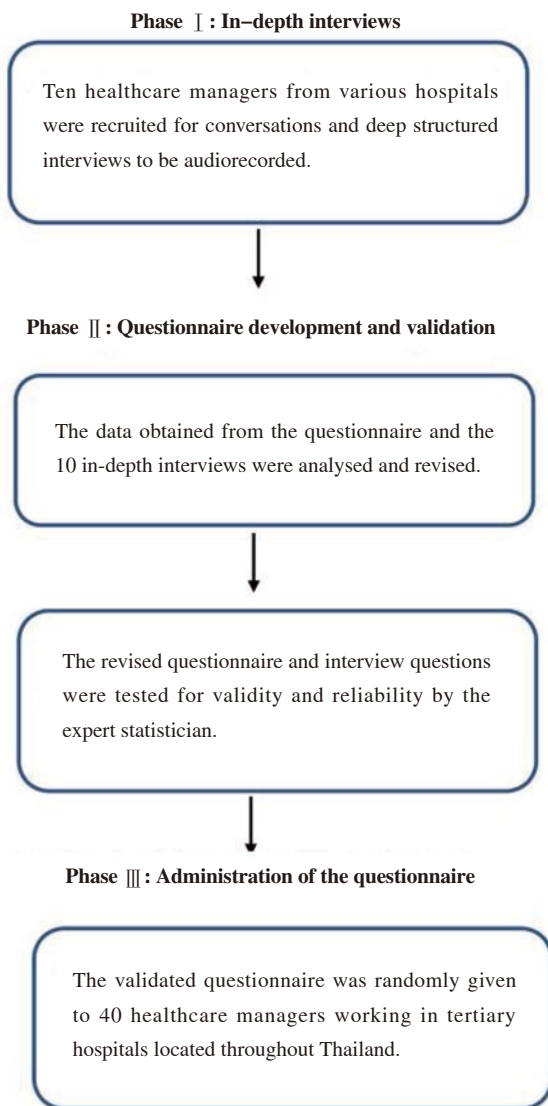 Phase Ⅰ: In-depth interviews
Ten healthcare managers from various hospitals
were recruited for conversations and deep structured
interviews to be audiorecorded.
Phase Ⅱ: Questionnaire development and validation
The data obtained from the questionnaire and the
10 in-depth interviews were analysed and revised.
The revised questionnaire and interview questions
were tested for validity and reliability by the
expert statistician.
Phase Ⅲ: Administration of the questionnaire
The validated questionnaire was randomly given
to 40 healthcare managers working in tertiary
hospitals located throughout Thailand.